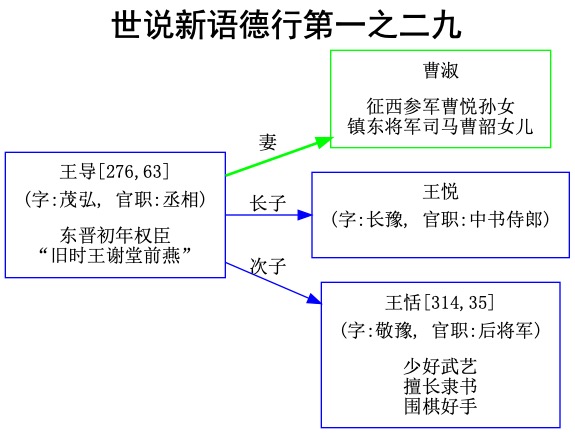 世说新语德行第一之二九
曹淑
征西参军曹悦孙女
镇东将军司马曹韶女儿
妻
王导[276,63]
(字:茂弘, 官职:丞相)
东晋初年权臣
“旧时王谢堂前燕”
长子
王悦
(字:长豫, 官职:中书侍郎)
次子
王恬[314,35]
(字:敬豫, 官职:后将军)
少好武艺
擅长隶书
围棋好手